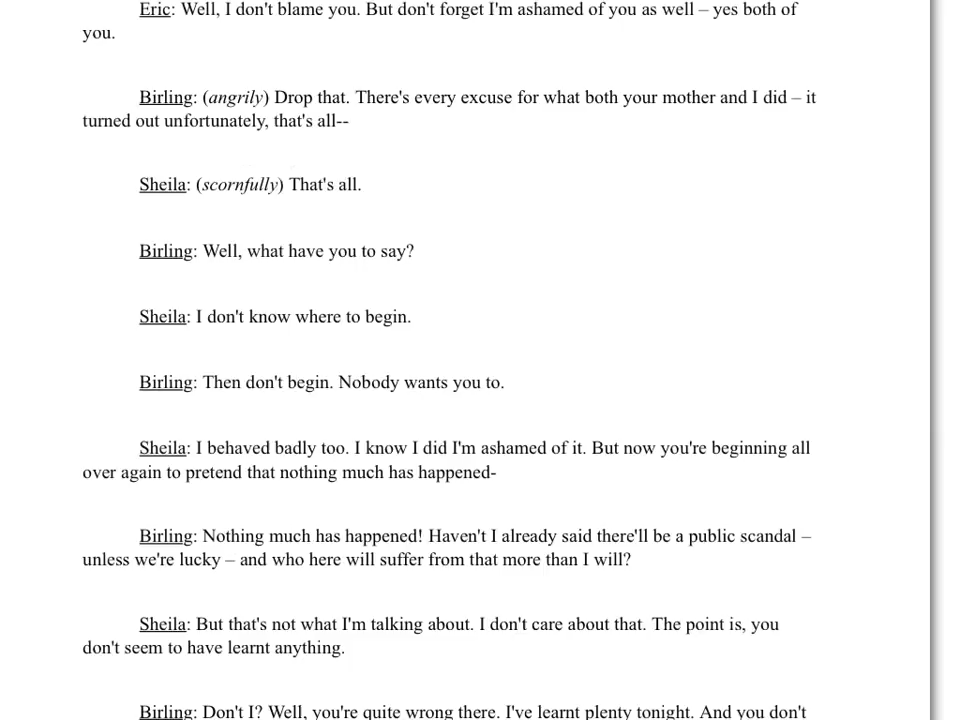 Eric: Well, I don't blame you. But don't forget I'm ashamed of you as well – yes both of
you.
Birling: (angrily) Drop that. There's every excuse for what both your mother and I did – it
turned out unfortunately, that's all--
Sheila: (scornfully) That's all.
Birling: Well, what have you to say?
Sheila: I don't know where to begin.
Birling: Then don't begin. Nobody wants you to.
Sheila: I behaved badly too. I know I did I'm ashamed of it. But now you're beginning all
over again to pretend that nothing much has happened-
Birling: Nothing much has happened! Haven't I already said there'll be a public scandal –
unless we're lucky – and who here will suffer from that more than I will?
Sheila: But that's not what I'm talking about. I don't care about that. The point is, you
don't seem to have learnt anything.
Birling: Don't I? Well, you're quite wrong there. I've learnt plenty tonight. And you don't